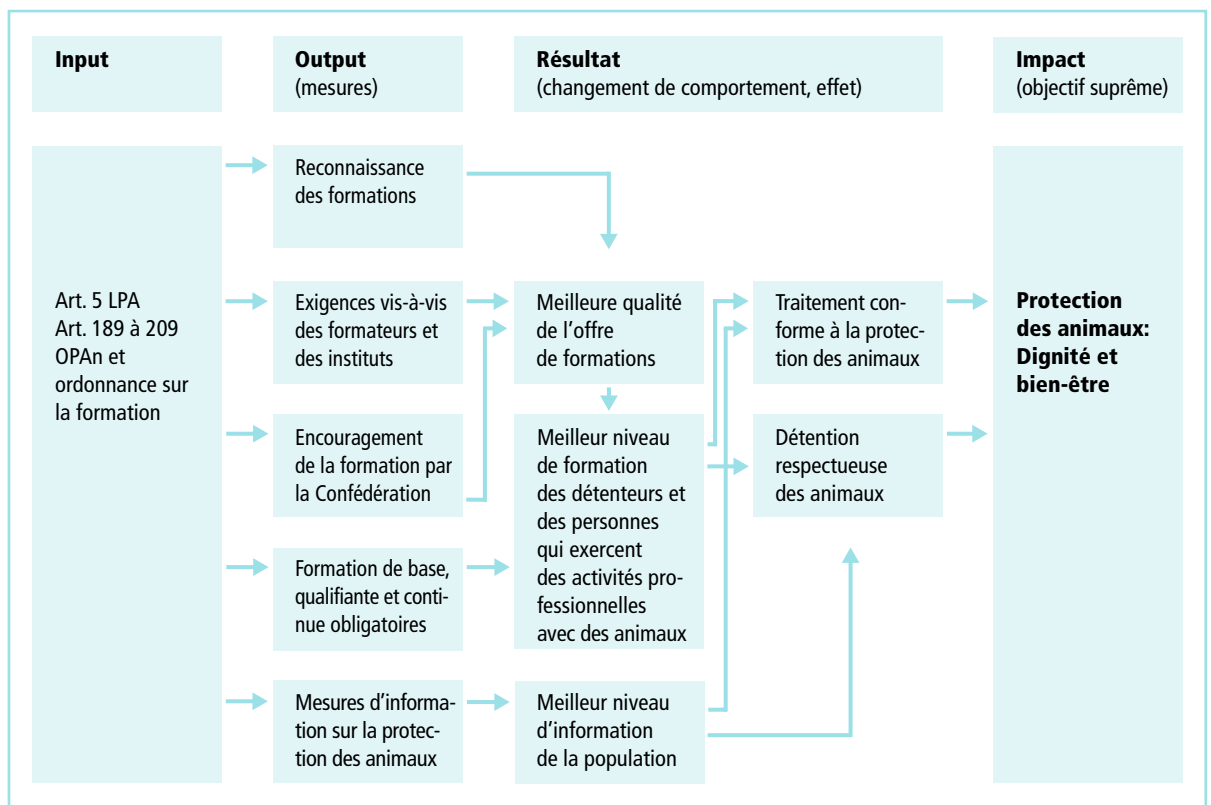 Input
Output
(mesures)
Résultat
(changement de comportement, effet)
Impact
(objectif suprême)
Art. 5 LPA
Art. 189 à 209
OPAn et
ordonnance sur
la formation
Reconnaissance
des formations
Exigences vis-à-vis
des formateurs et
des instituts
Encouragement
de la formation par
la Confédération
Formation de base,
qualifiante et conti-
nue obligatoires
Mesures d’informa-
tion sur la protec-
tion des animaux
Meilleure qualité
de l’offre
de formations
Meilleur niveau
de formation
des détenteurs et
des personnes
qui exercent
des activités pro-
fessionnelles
avec des animaux
Meilleur niveau
d’information
de la population
Traitement con-
forme à la protec-
tion des animaux
Détention
respectueuse
des animaux
Protection
des animaux:
Dignité et
bien-être